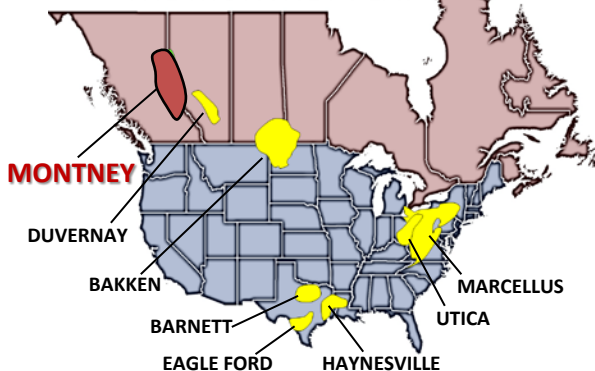 MONTNEY
DUVERNAY
BAKKEN
MARCELLUS
UTICA
BARNETT
EAGLE FORD
HAYNESVILLE